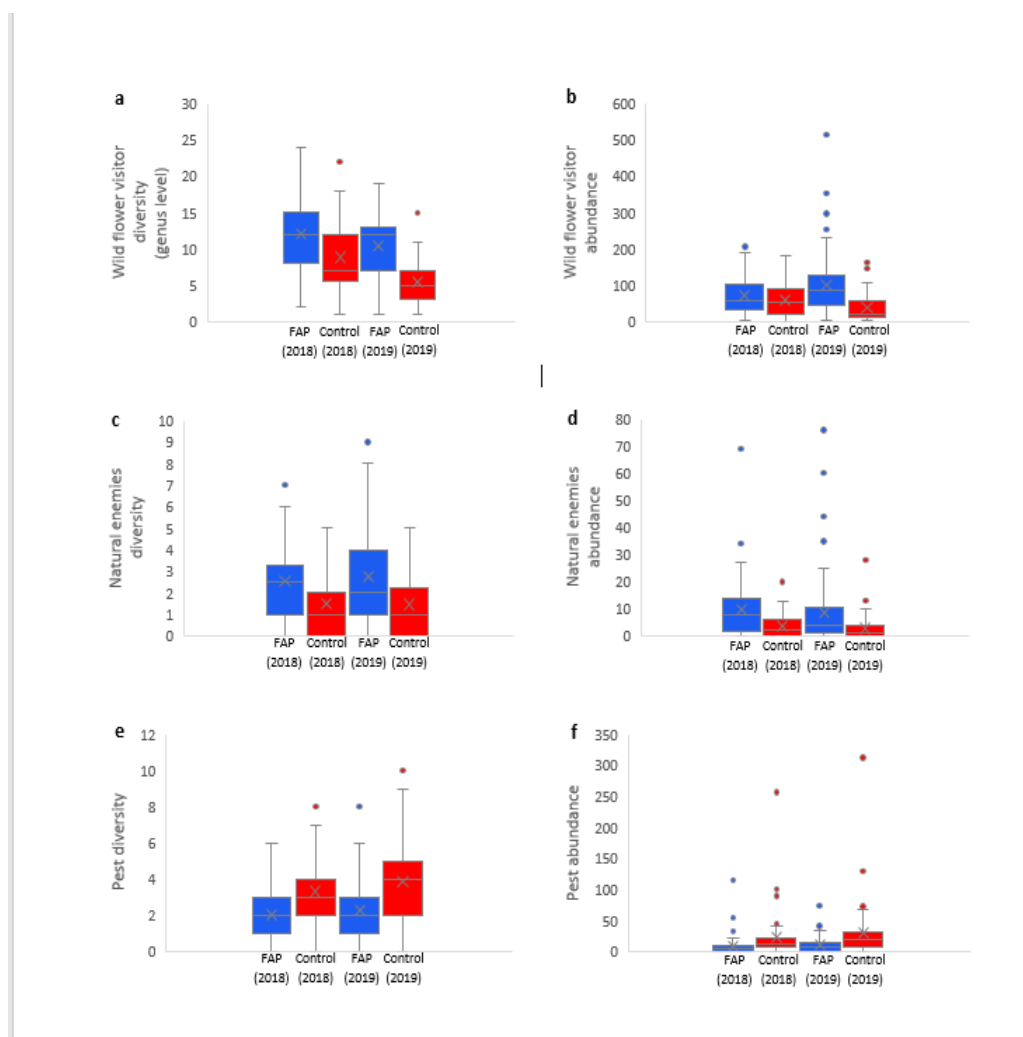 a
Wild flower visitor
diversity
(genus level)
30
25
20
15
10
5
0
FAP Control FAP Control
(2018) (2018) (2019) (2019)
b
Wild flower visitor
abundance
600
500
400
300
200
100
0
FAP Control FAP Control
(2018) (2018) (2019) (2019)
c
Natural enemies
diversity
10
9
8
7
6
5
4
3
2
1
0
FAP Control FAP Control
(2018) (2018) (2019) (2019)
d
Natural enemies
abundance
80
70
60
50
40
30
20
10
0
FAP Control FAP Control
(2018) (2018) (2019) (2019)
e
Pest diversity
12
10
8
6
4
2
0
FAP Control FAP Control
(2018) (2018) (2019) (2019)
f
Pest abundance
350
300
250
200
150
100
50
0
FAP Control FAP Control
(2018) (2018) (2019) (2019)